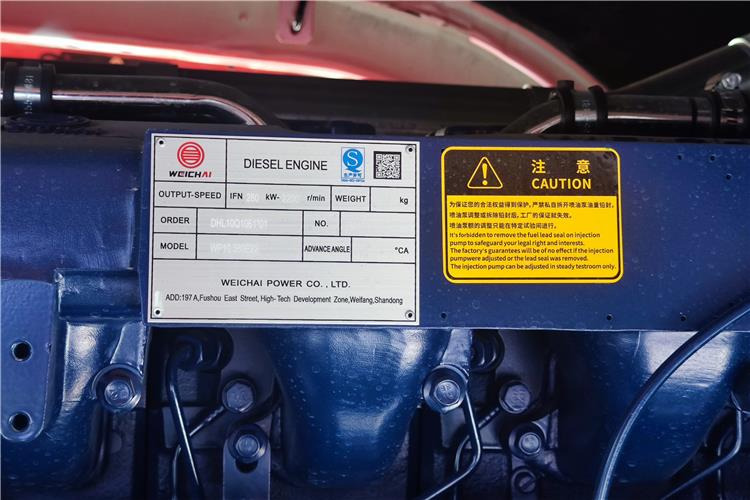 WEICHAI
DIESEL ENGINE
生产许可
OUTPUT-SPEED IFN 280 kW- r/min WEIGHT kg
ORDER NO.
MODEL ADVANCE ANGLE °CA
WEICHAI POWER CO., LTD.
ADD:197 A,Fushou East Street, High-Tech Development Zone,Weifang,Shandong
注 意
CAUTION
为保证您的合法权益得到保护,严禁私自拆开喷油泵油量铅封,
喷油泵调整或拆除铅封后,工厂的保证就失效。
喷油泵额的调整只能在特定试验间进行。
It's forbidden to remove the fuel lead seal on injection
pump to safeguard your legal right and interests.
The factory's guarantees will be of no effect if the injection
pumpwere adjusted or the lead seal was removed.
The injection pump can be adjusted in steady testroom only.